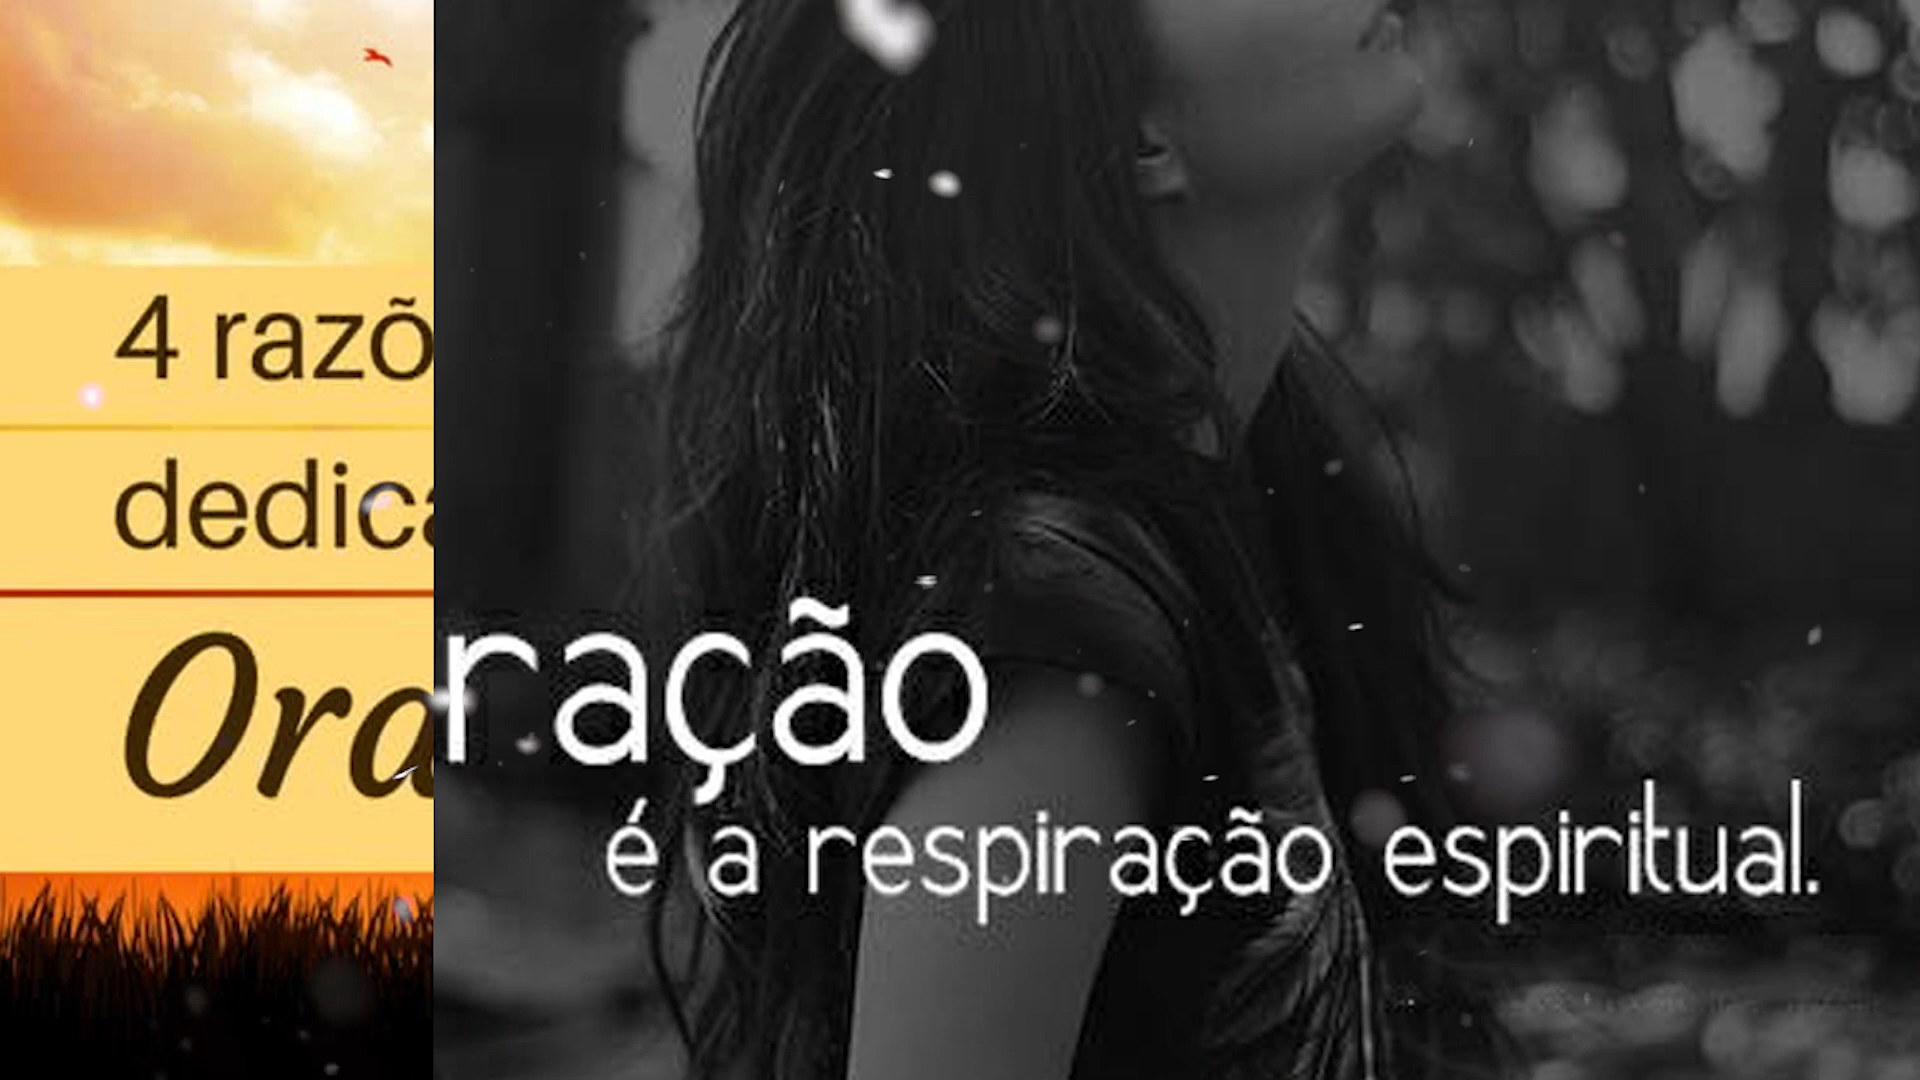 4 razõ
dedica
Ora
ração
é a respiração espiritual.